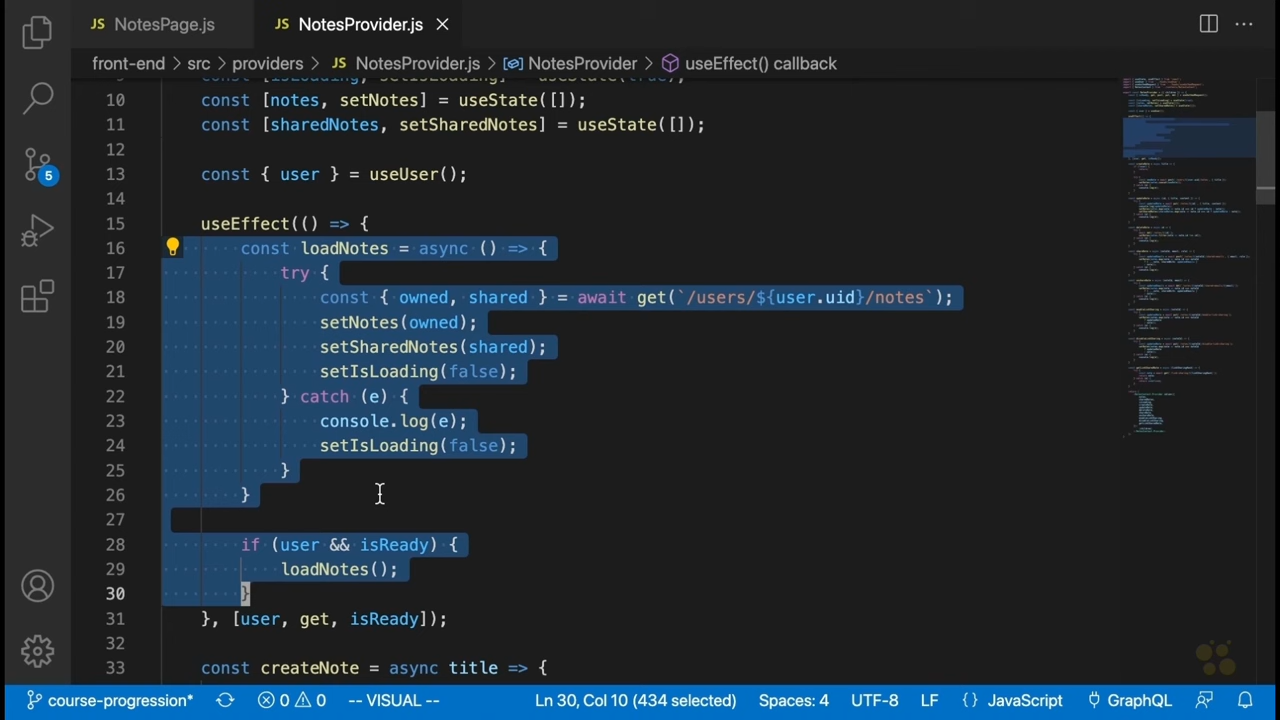 JS NotesPage.js JS NotesProvider.js
front-end > src > providers > JS NotesProvider.js > NotesProvider > useEffect() callback
10 const [notes, setNotes] = useState([]);
11 const [sharedNotes, setSharedNotes] = useState([]);
12
13 const { user } = useUser();
14
15 useEffect(() => {
16 const loadNotes = async () => {
17 try {
18 const { owned, shared } = await get(`/users/${user.uid}/notes`);
19 setNotes(owned);
20 setSharedNotes(shared);
21 setIsLoading(false);
22 } catch (e) {
23 console.log(e);
24 setIsLoading(false);
25 }
26 }
27
28 if (user && isReady) {
29 loadNotes();
30 }
31 }, [user, get, isReady]);
32
33 const createNote = async title => {
5
course-progression* 0 0 -- VISUAL -- Ln 30, Col 10 (434 selected) Spaces: 4 UTF-8 LF {} JavaScript GraphQL